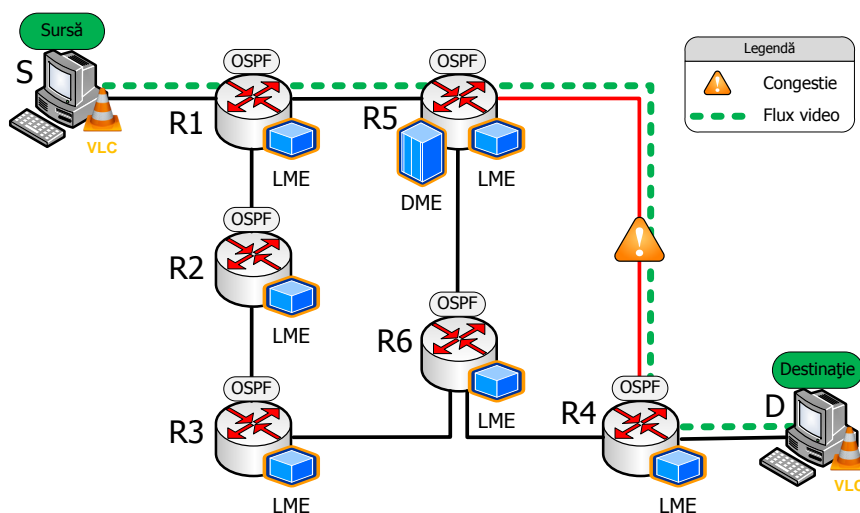 Sursă
S
VLC
OSPF
R1
LME
OSPF
R5
DME
LME
Legendă
Congestie
Flux video
OSPF
R2
LME
OSPF
R6
LME
OSPF
R3
LME
OSPF
R4
LME
Destinaţie
D
VLC